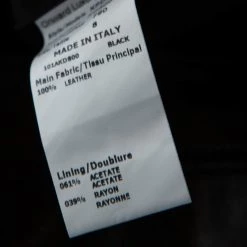 8
MADE IN ITALY
101AKD800 BLACK
Main Fabric/Tissu Principal
100% LEATHER
Lining/Doublure
061% ACETATE
ACETATE
039% RAYON
RAYONNE